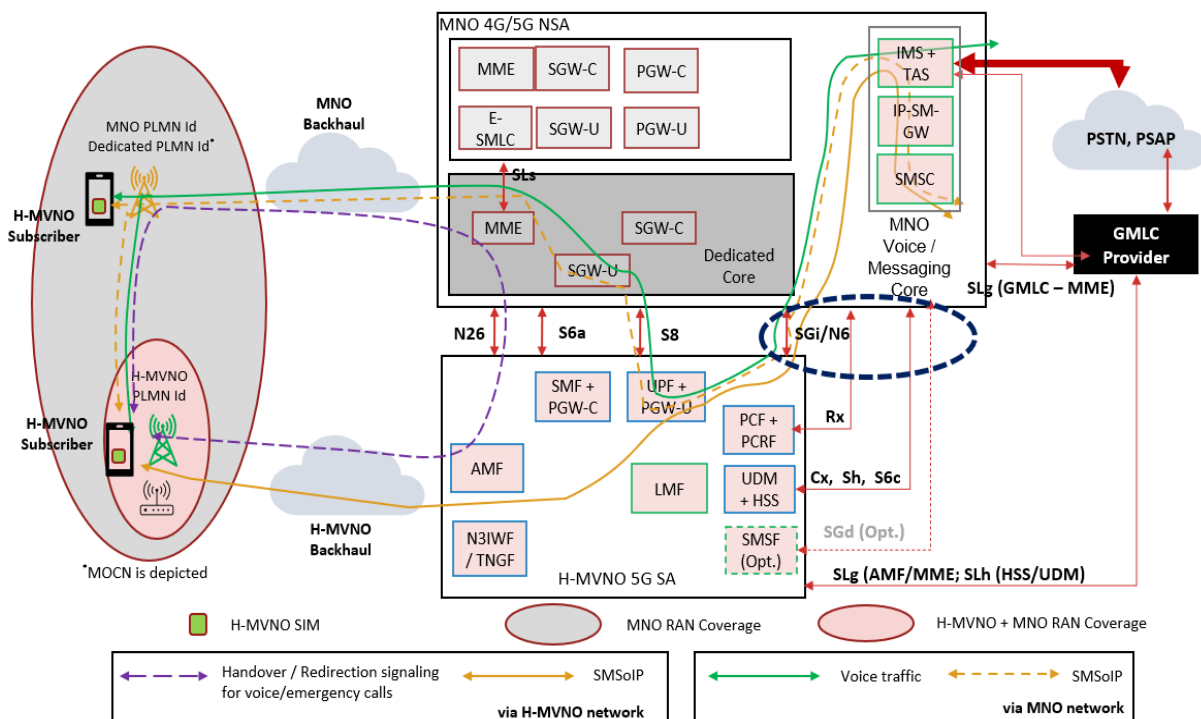 MNO 4G/5G NSA
MME
SGW-C
PGW-C
E-
SMLC
SGW-U
PGW-U
SLs
MME
SGW-C
SGW-U
Dedicated
Core
IMS +
TAS
IP-SM-
GW
SMSC
MNO
Voice /
Messaging
Core
PSTN, PSAP
GMLC
Provider
SLg (GMLC – MME)
MNO
Backhaul
MNO PLMN Id
Dedicated PLMN Id*
H-MVNO
Subscriber
H-MVNO
PLMN Id
H-MVNO
Subscriber
*MOCN is depicted
H-MVNO
Backhaul
N26
S6a
S8
SGi/N6
SMF +
PGW-C
UPF +
PGW-U
PCF +
PCRF
Rx
AMF
LMF
UDM
+ HSS
Cx, Sh, S6c
N3IWF
/ TNGF
SMSF
(Opt.)
SGd (Opt.)
H-MVNO 5G SA
SLg (AMF/MME; SLh (HSS/UDM)
H-MVNO SIM
MNO RAN Coverage
H-MVNO + MNO RAN Coverage
Handover / Redirection signaling
for voice/emergency calls
SMSoIP
via H-MVNO network
Voice traffic
SMSoIP
via MNO network